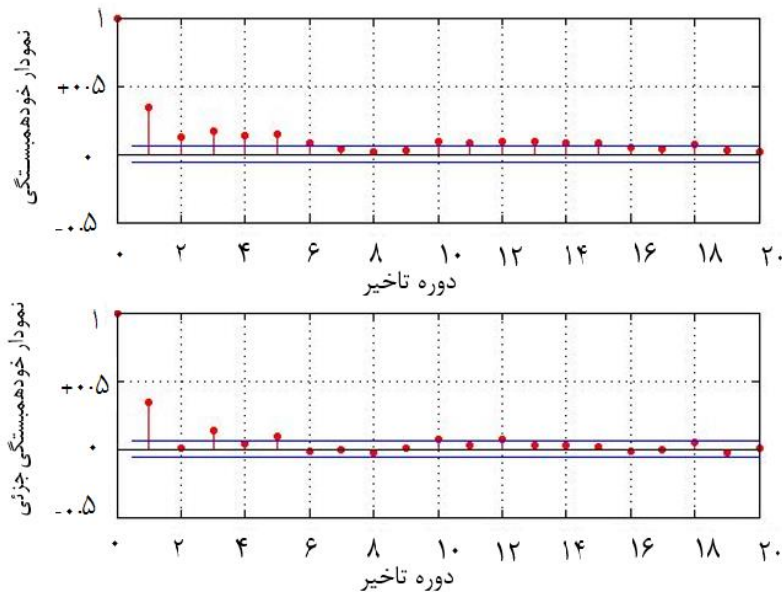 نمودار خودهمبستگی
۱
+۰.۵
۰
-۰.۵
۰ ۲ ۴ ۶ ۸ ۱۰ ۱۲ ۱۴ ۱۶ ۱۸ ۲۰
دوره تاخیر
نمودار خودهمبستگی جزئی
۱
+۰.۵
۰
-۰.۵
۰ ۲ ۴ ۶ ۸ ۱۰ ۱۲ ۱۴ ۱۶ ۱۸ ۲۰
دوره تاخیر